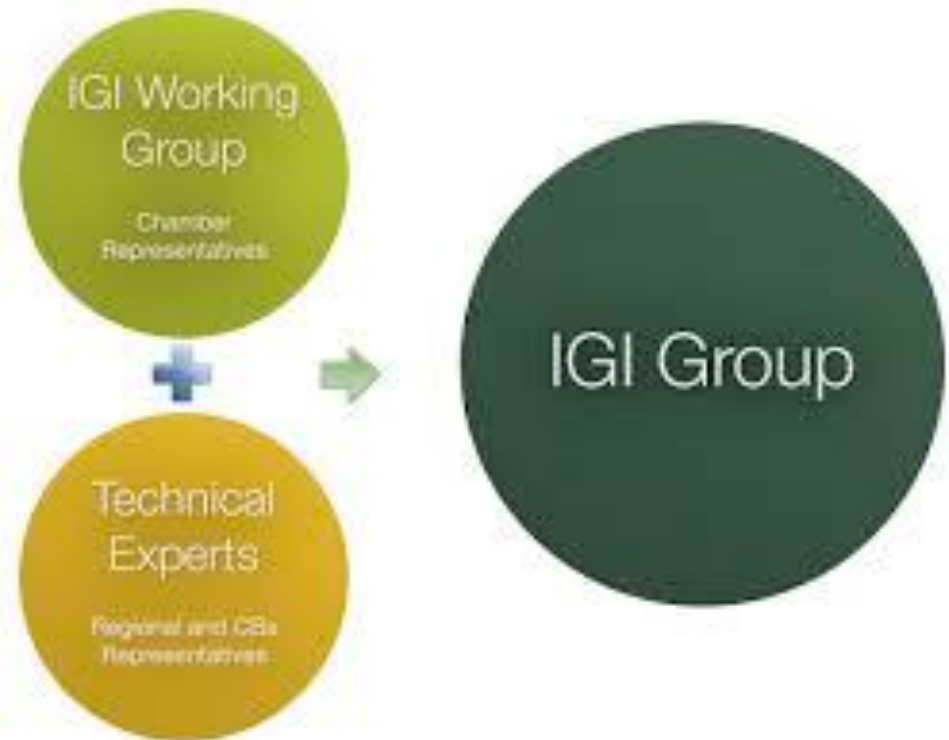 IGI Working
Group
Chamber
Representatives
Technical
Experts
Regional and CBs
Representatives
IGI Group